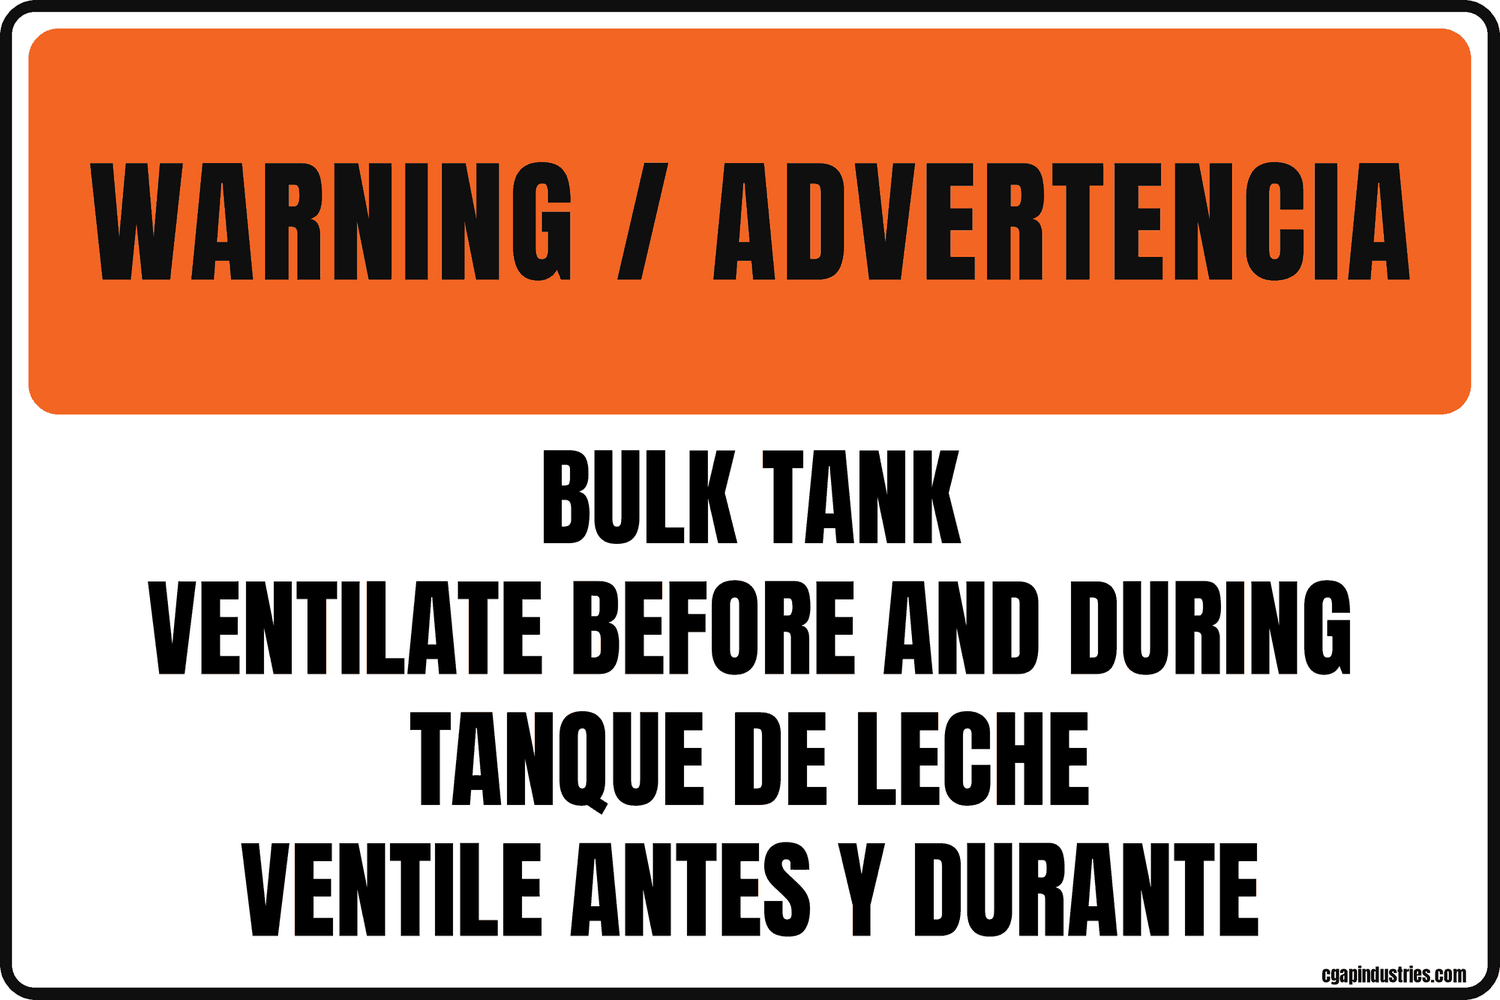 WARNING / ADVERTENCIA
BULK TANK
VENTILATE BEFORE AND DURING
TANQUE DE LECHE
VENTILE ANTES Y DURANTE
cgapindustries.com